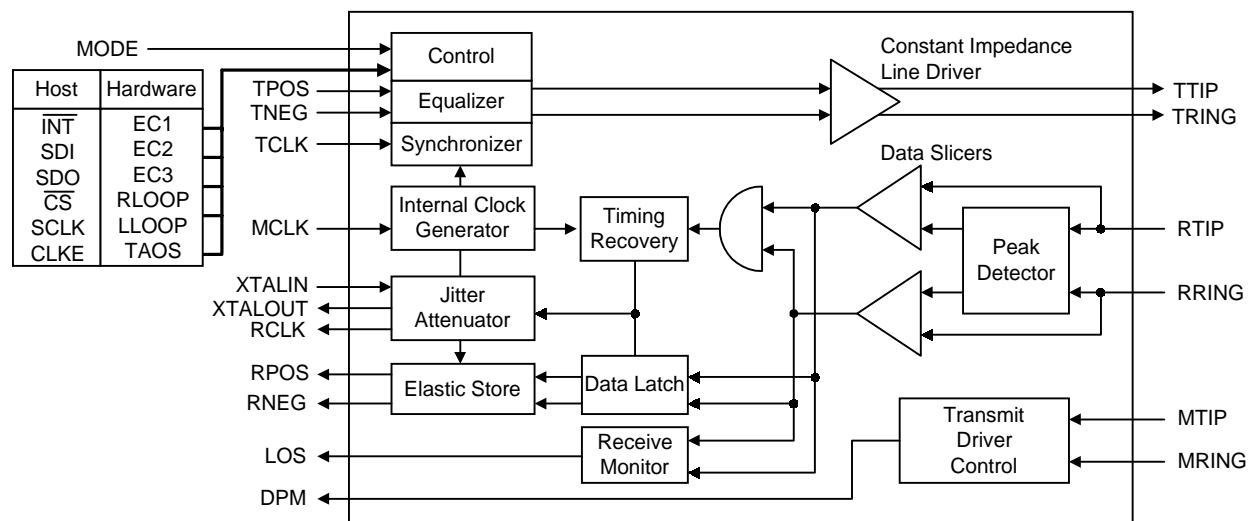 MODE
Host Hardware
INT EC1
SDI EC2
SDO EC3
CS RLOOP
SCLK LLOOP
CLKE TAOS
TPOS
TNEG
TCLK
MCLK
XTALIN
XTALOUT
RCLK
RPOS
RNEG
LOS
DPM
Control
Equalizer
Synchronizer
Internal Clock
Generator
Jitter
Attenuator
Elastic Store
Timing
Recovery
Data Latch
Receive
Monitor
Constant Impedance
Line Driver
Data Slicers
Peak
Detector
Transmit
Driver
Control
TTIP
TRING
RTIP
RRING
MTIP
MRING